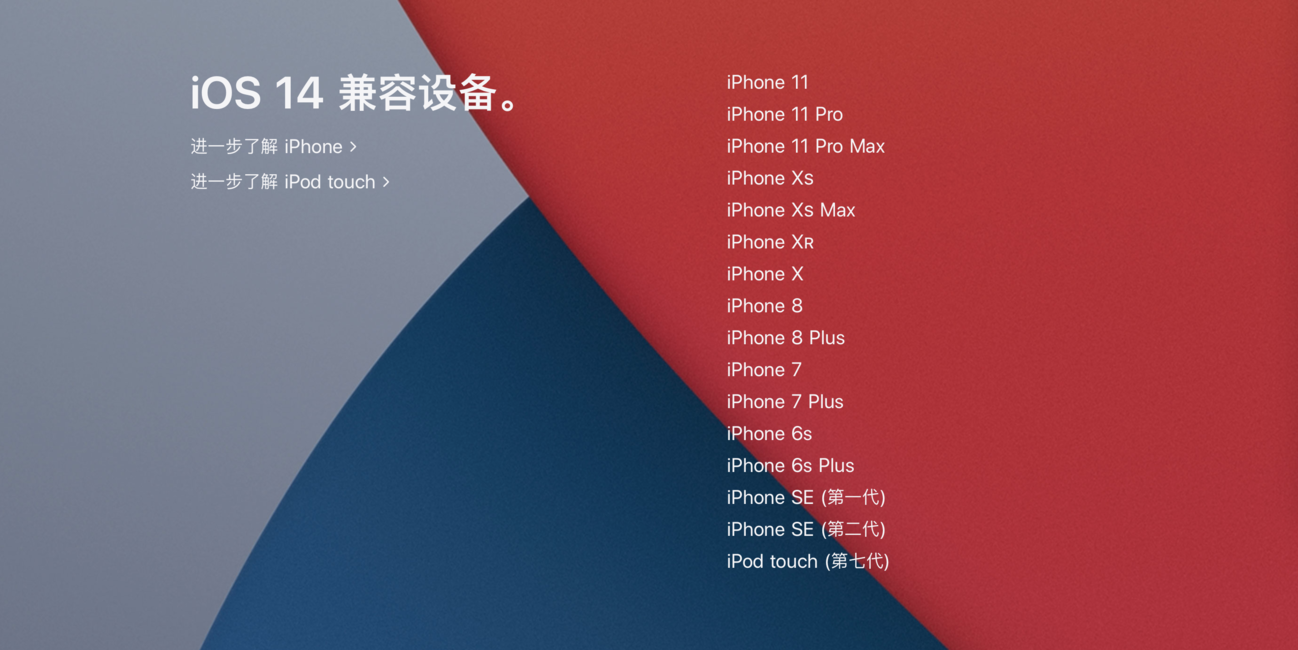 iOS 14 兼容设备。
进一步了解 iPhone >
进一步了解 iPod touch >
iPhone 11
iPhone 11 Pro
iPhone 11 Pro Max
iPhone Xs
iPhone Xs Max
iPhone XR
iPhone X
iPhone 8
iPhone 8 Plus
iPhone 7
iPhone 7 Plus
iPhone 6s
iPhone 6s Plus
iPhone SE (第一代)
iPhone SE (第二代)
iPod touch (第七代)